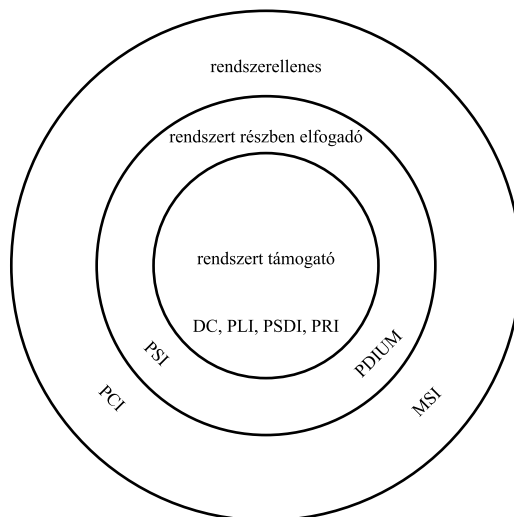 rendszerellenes
rendszert részben elfogadó
rendszert támogató
DC, PLI, PSDI, PRI
PSI
PDIUM
PCI
MSI